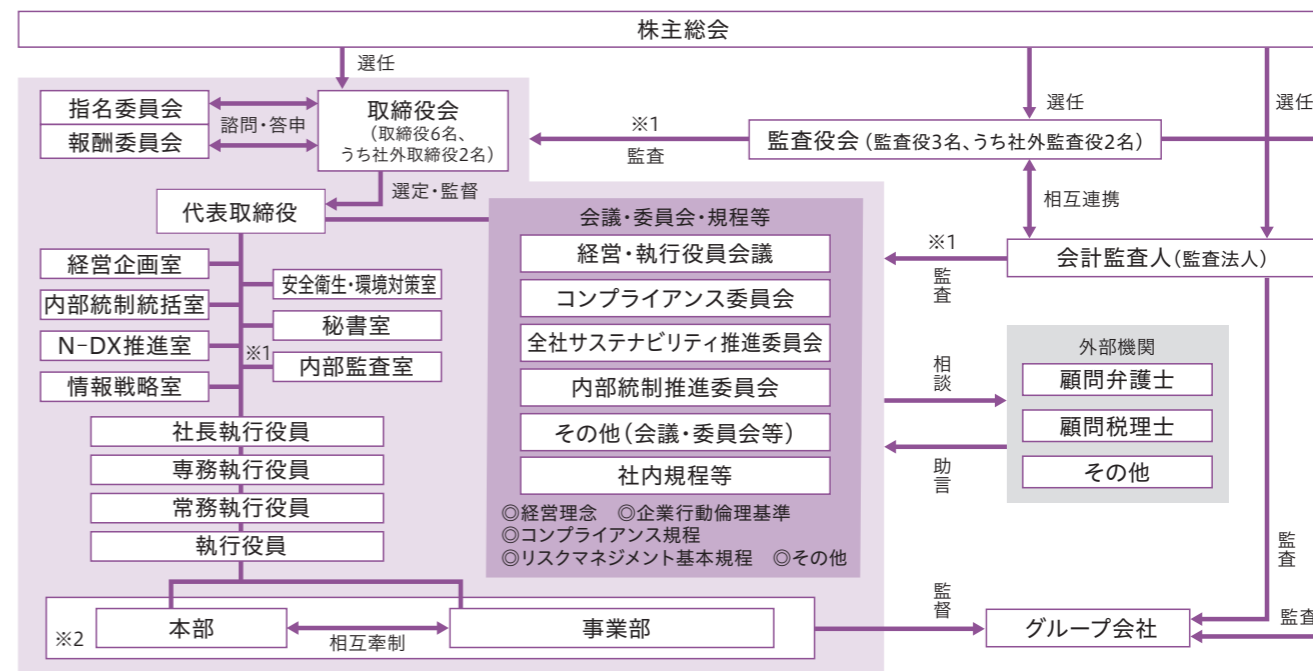 株主総会
選任
選任
選任
指名委員会
報酬委員会
諮問・答申
取締役会
(取締役6名、
うち社外取締役2名)
※1
監査
監査役会(監査役3名、うち社外監査役2名)
選定・監督
代表取締役
相互連携
※1
監査
会計監査人(監査法人)
経営企画室
内部統制統括室
N-DX推進室
情報戦略室
安全衛生・環境対策室
秘書室
※1
内部監査室
社長執行役員
専務執行役員
常務執行役員
執行役員
会議・委員会・規程等
経営・執行役員会議
コンプライアンス委員会
全社サステナビリティ推進委員会
内部統制推進委員会
その他(会議・委員会等)
社内規程等
◎経営理念 ◎企業行動倫理基準
◎コンプライアンス規程
◎リスクマネジメント基本規程 ◎その他
相談
助言
外部機関
顧問弁護士
顧問税理士
その他
※2
本部
相互牽制
事業部
監督
グループ会社
監査
監査